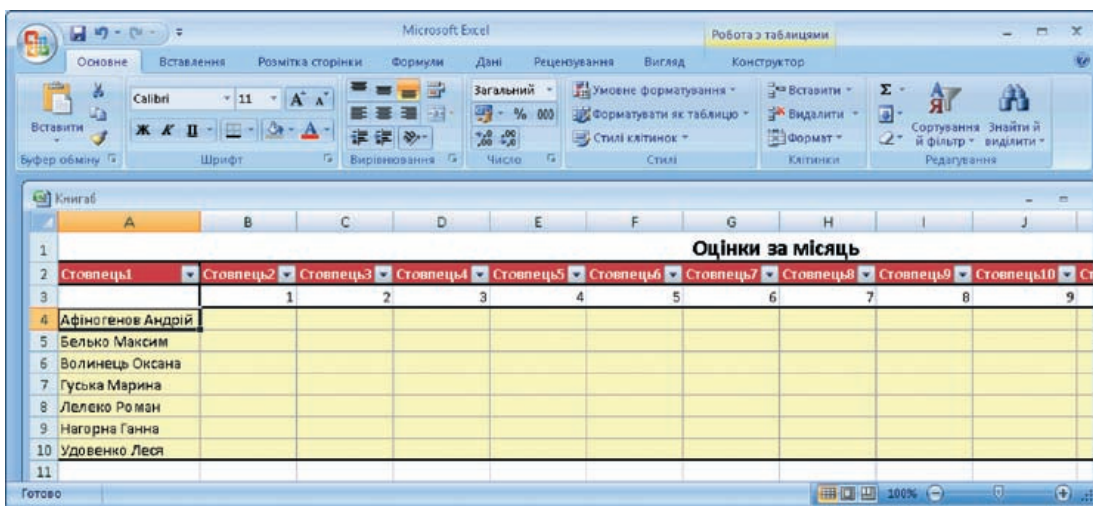 Microsoft Excel Робота з таблицями
Основне Вставлення Розмітка сторінки Формули Дані Рецензування Вигляд Конструктор
Вставити Calibri 11 Загальний Умовне форматування Вставити Σ
Ж К П % 000 Форматувати як таблицю Видалити Сортування й фільтр Знайти й виділити
Стилі клітинок Формат
Буфер обміну Шрифт Вирівнювання Число Стилі Клітинки Редагування
Книга6
A B C D E F G H I J
1 Оцінки за місяць
2 Стовпець1 Стовпець2 Стовпець3 Стовпець4 Стовпець5 Стовпець6 Стовпець7 Стовпець8 Стовпець9 Стовпець10 Ст
3 1 2 3 4 5 6 7 8 9
4 Афіногенов Андрій
5 Белько Максим
6 Волинець Оксана
7 Гуська Марина
8 Лелеко Роман
9 Нагорна Ганна
10 Удовенко Леся
11
Готово 100%